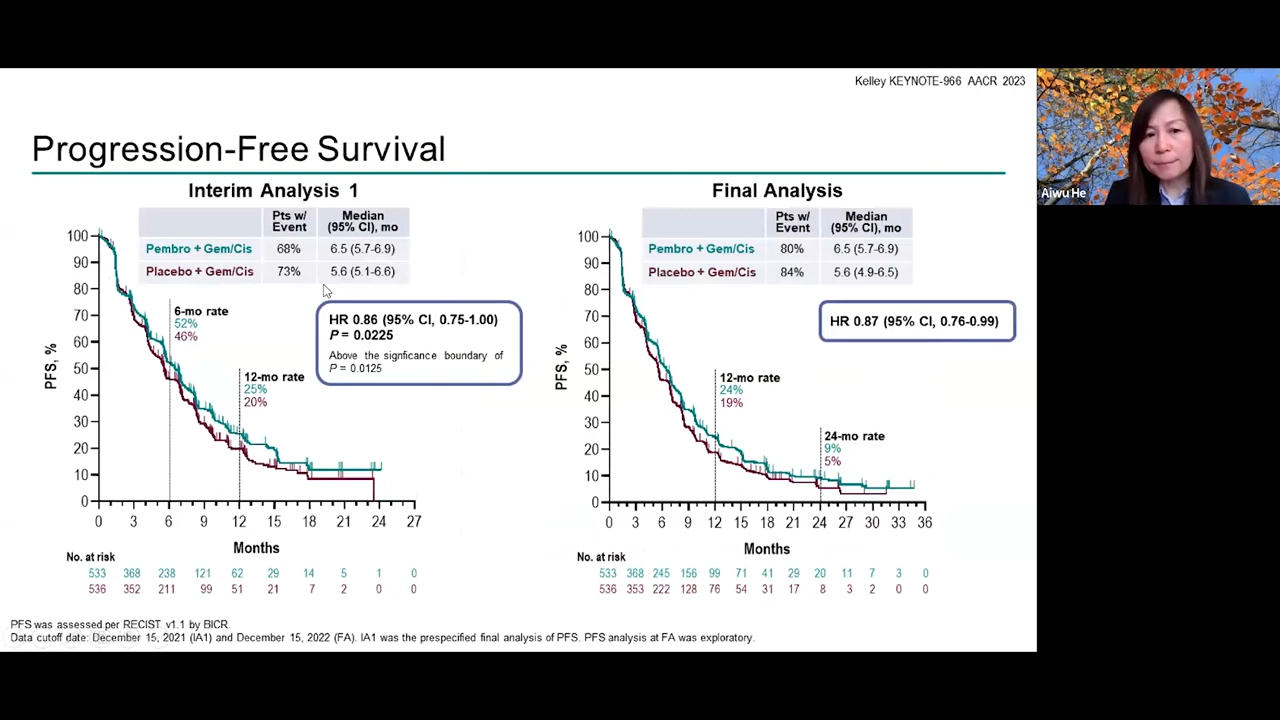 Kelley KEYNOTE-966 AACR 2023
Aiwu He
Progression-Free Survival
Interim Analysis 1
Pts w/ Event
Median (95% CI), mo
Pembro + Gem/Cis 68% 6.5 (5.7-6.9)
Placebo + Gem/Cis 73% 5.6 (5.1-6.6)
HR 0.86 (95% CI, 0.75-1.00)
P = 0.0225
Above the signficance boundary of
P = 0.0125
6-mo rate
52%
46%
12-mo rate
25%
20%
PFS, %
100
90
80
70
60
50
40
30
20
10
0
0 3 6 9 12 15 18 21 24 27
Months
No. at risk
533 368 238 121 62 29 14 5 1 0
536 352 211 99 51 21 7 2 0 0
Final Analysis
Pts w/ Event
Median (95% CI), mo
Pembro + Gem/Cis 80% 6.5 (5.7-6.9)
Placebo + Gem/Cis 84% 5.6 (4.9-6.5)
HR 0.87 (95% CI, 0.76-0.99)
12-mo rate
24%
19%
24-mo rate
9%
5%
PFS, %
100
90
80
70
60
50
40
30
20
10
0
0 3 6 9 12 15 18 21 24 27 30 33 36
Months
No. at risk
533 368 245 156 99 71 41 29 20 11 7 3 0
536 353 222 128 76 54 31 17 8 3 2 0 0
PFS was assessed per RECIST v1.1 by BICR.
Data cutoff date: December 15, 2021 (IA1) and December 15, 2022 (FA). IA1 was the prespecified final analysis of PFS. PFS analysis at FA was exploratory.